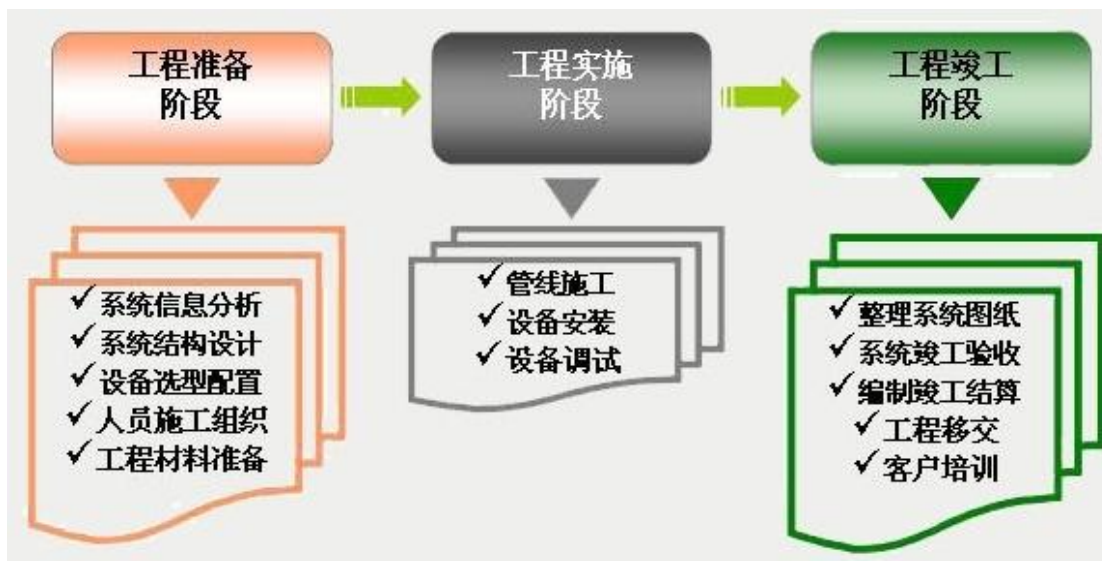 工程准备
阶段
工程实施
阶段
工程竣工
阶段
✓系统信息分析
✓系统结构设计
✓设备选型配置
✓人员施工组织
✓工程材料准备
✓管线施工
✓设备安装
✓设备调试
✓整理系统图纸
✓系统竣工验收
✓编制竣工结算
✓工程移交
✓客户培训